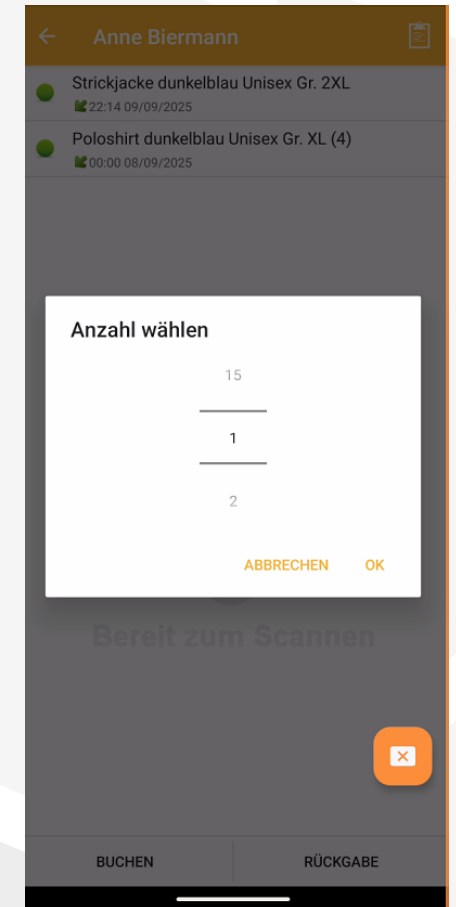 Anne Biermann
Strickjacke dunkelblau Unisex Gr. 2XL
22:14 09/09/2025
Poloshirt dunkelblau Unisex Gr. XL (4)
00:00 08/09/2025
Anzahl wählen
15
1
2
ABBRECHEN OK
Bereit zum Scannen
BUCHEN RÜCKGABE